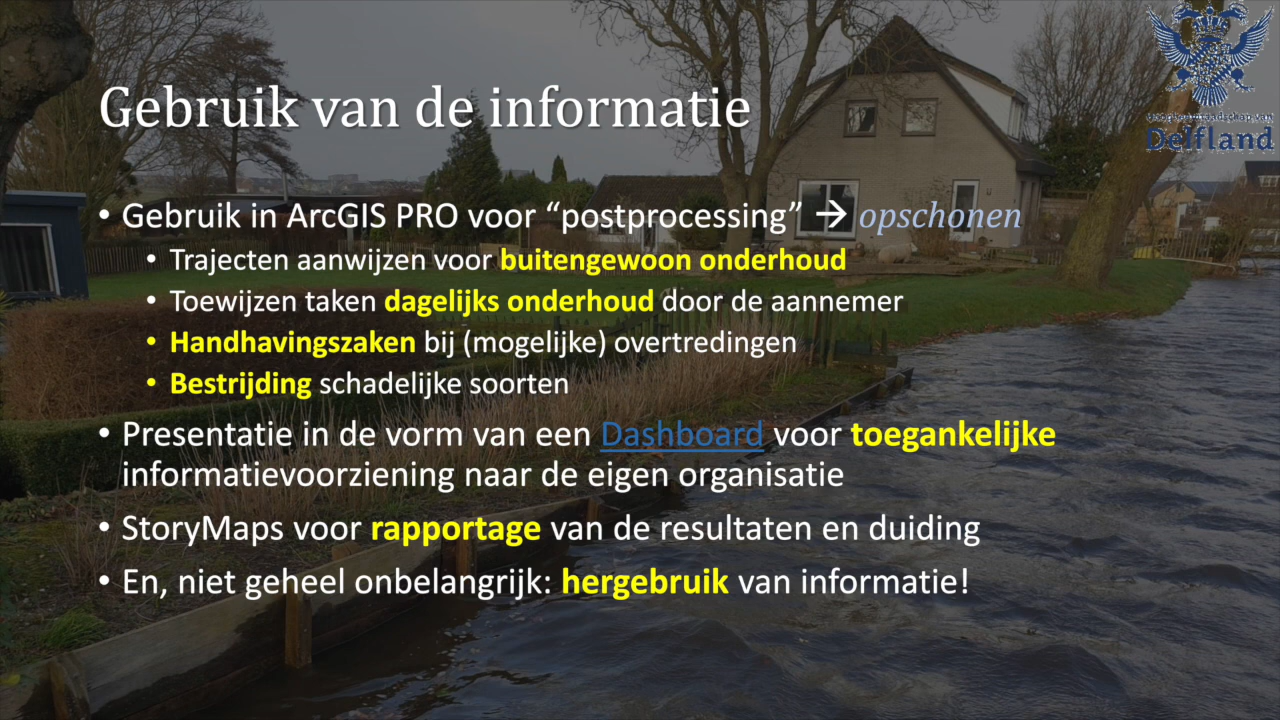 Gebruik van de informatie
• Gebruik in ArcGIS PRO voor “postprocessing” → opschonen
• Trajecten aanwijzen voor buitengewoon onderhoud
• Toewijzen taken dagelijks onderhoud door de aannemer
• Handhavingszaken bij (mogelijke) overtredingen
• Bestrijding schadelijke soorten
• Presentatie in de vorm van een Dashboard voor toegankelijke
informatievoorziening naar de eigen organisatie
• StoryMaps voor rapportage van de resultaten en duiding
• En, niet geheel onbelangrijk: hergebruik van informatie!
Hoogheemraadschap van
Delfland